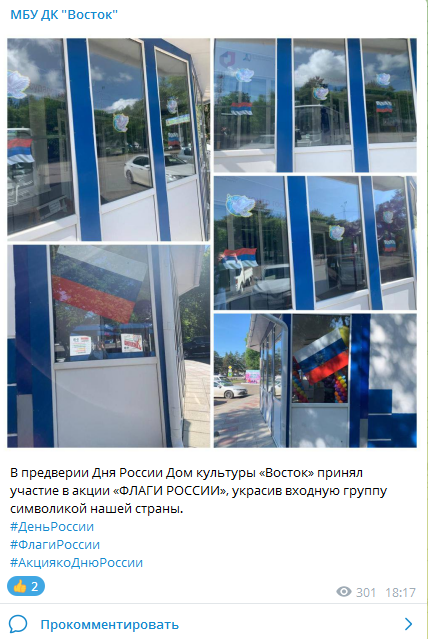 МБУ ДК "Восток"
В предверии Дня России Дом культуры «Восток» принял
участие в акции «ФЛАГИ РОССИИ», украсив входную группу
символикой нашей страны.
#ДеньРоссии
#ФлагиРоссии
#АкциякоДнюРоссии
2
301 18:17
Прокомментировать